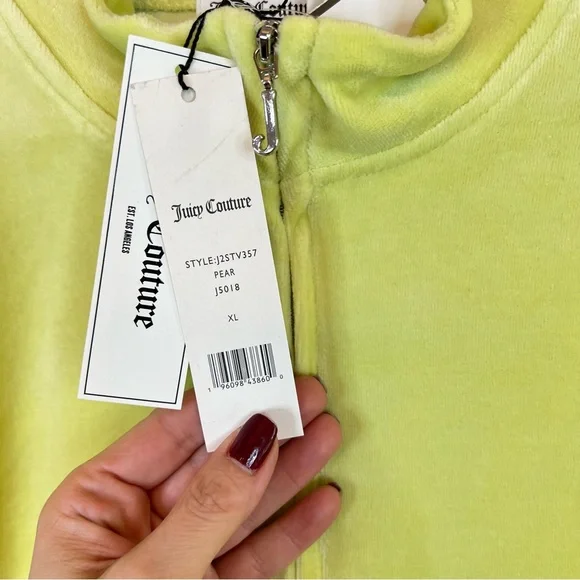 Juicy Couture
STYLE:J2STV357
PEAR
J5018
XL
1 96098 43860 0
Couture
EST. LOS ANGELES